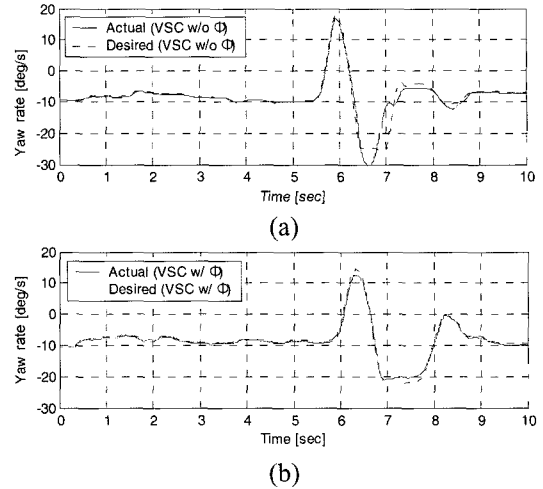 20
10
0
-10
-20
-30
Yaw rate [deg/s]
Actual (VSC w/o Φ)
Desired (VSC w/o Φ)
0 1 2 3 4 5 6 7 8 9 10
Time [sec]
(a)
20
10
0
-10
-20
-30
Yaw rate [deg/s]
Actual (VSC w/ Φ)
Desired (VSC w/ Φ)
0 1 2 3 4 5 6 7 8 9 10
Time [sec]
(b)